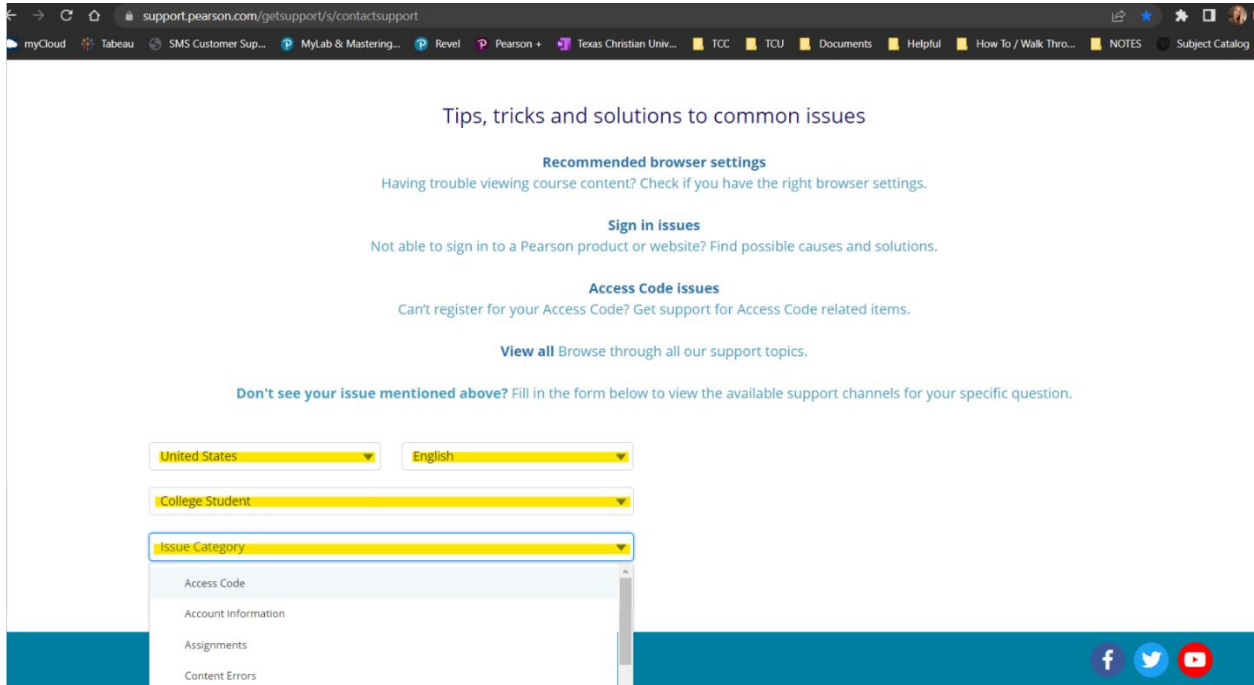 support.pearson.com/getsupport/s/contactsupport
myCloud Tabeau SMS Customer Sup... MyLab & Mastering... Revel Pearson + Texas Christian Univ... TCC TCU Documents Helpful How To / Walk Thro... NOTES Subject Catalog
Tips, tricks and solutions to common issues
Recommended browser settings
Having trouble viewing course content? Check if you have the right browser settings.
Sign in issues
Not able to sign in to a Pearson product or website? Find possible causes and solutions.
Access Code issues
Can't register for your Access Code? Get support for Access Code related items.
View all Browse through all our support topics.
Don't see your issue mentioned above? Fill in the form below to view the available support channels for your specific question.
United States English
College Student
Issue Category
Access Code
Account Information
Assignments
Content Errors